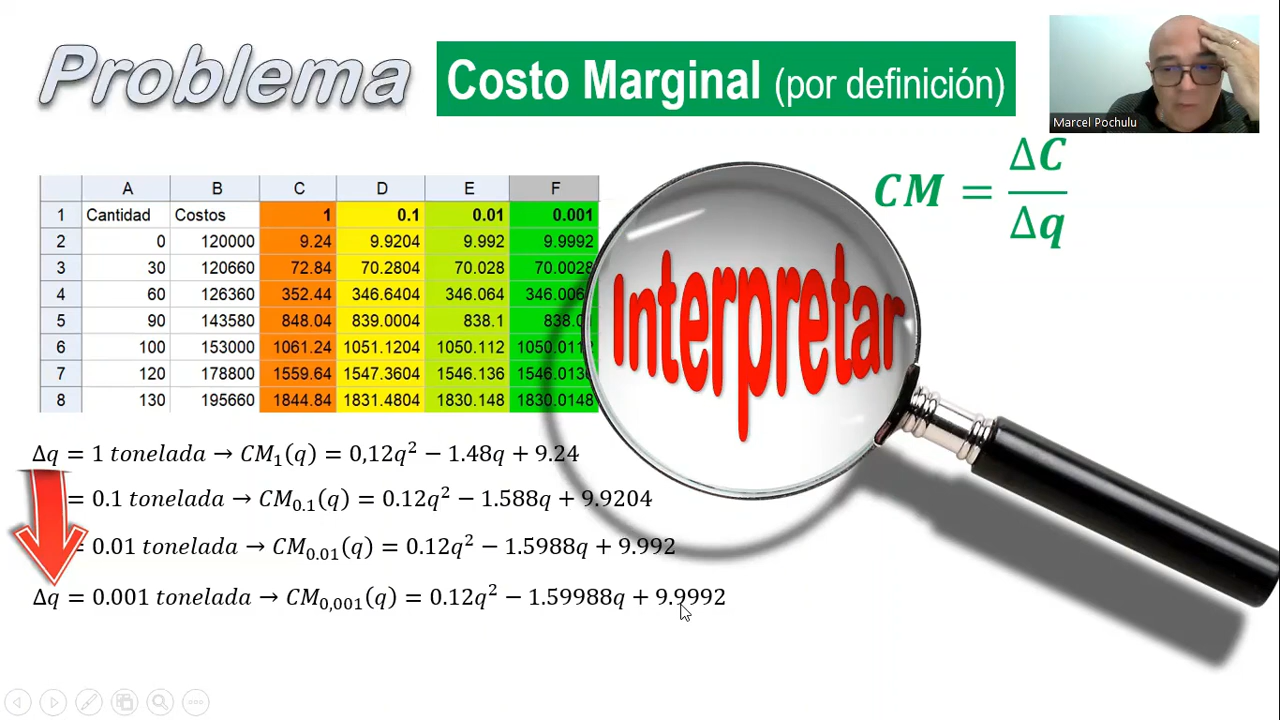 Problema
Costo Marginal (por definición)
Marcel Pochulu
CM = ΔC / Δq
A B C D E F
1 Cantidad Costos 1 0.1 0.01 0.001
2 0 120000 9.24 9.9204 9.992 9.9992
3 30 120660 72.84 70.2804 70.028 70.0028
4 60 126360 352.44 346.6404 346.064
5 90 143580 848.04 839.0004 838.1
6 100 153000 1061.24 1051.1204 1050.112
7 120 178800 1559.64 1547.3604 1546.136
8 130 195660 1844.84 1831.4804 1830.148 1830.0148
Interpretar
Δq = 1 tonelada → CM₁(q) = 0,12q² − 1.48q + 9.24
= 0.1 tonelada → CM₀.₁(q) = 0.12q² − 1.588q + 9.9204
= 0.01 tonelada → CM₀.₀₁(q) = 0.12q² − 1.5988q + 9.992
Δq = 0.001 tonelada → CM₀,₀₀₁(q) = 0.12q² − 1.59988q + 9.9992